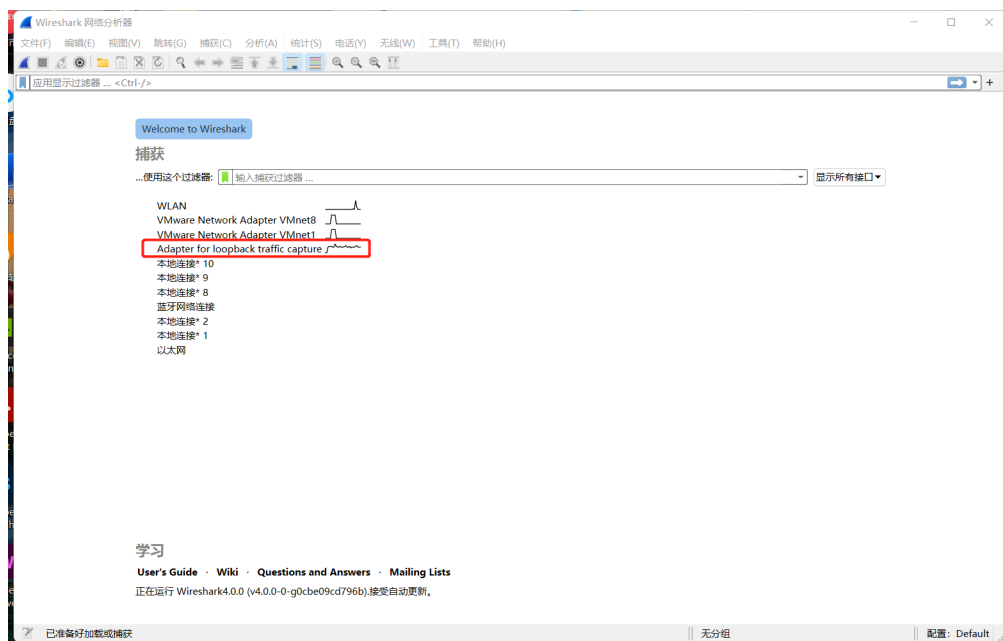 Wireshark 网络分析器
文件(F) 编辑(E) 视图(V) 跳转(G) 捕获(C) 分析(A) 统计(S) 电话(Y) 无线(W) 工具(T) 帮助(H)
应用显示过滤器 ... <Ctrl-/> +
Welcome to Wireshark
捕获
...使用这个过滤器: 输入捕获过滤器 ... 显示所有接口
WLAN
VMware Network Adapter VMnet8
VMware Network Adapter VMnet1
Adapter for loopback traffic capture
本地连接* 10
本地连接* 9
本地连接* 8
蓝牙网络连接
本地连接* 2
本地连接* 1
以太网
学习
User's Guide · Wiki · Questions and Answers · Mailing Lists
正在运行 Wireshark4.0.0 (v4.0.0-0-g0cbe09cd796b).接受自动更新。
已准备好加载或捕获 无分组 配置: Default